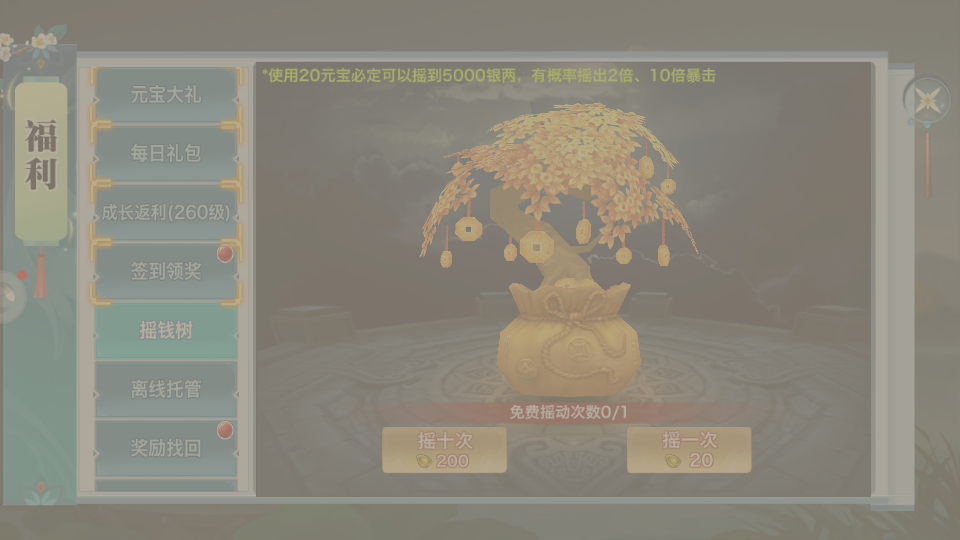 福利
元宝大礼
每日礼包
成长返利(260级)
签到领奖
摇钱树
离线托管
奖励找回
*使用20元宝必定可以摇到5000银两，有概率摇出2倍、10倍暴击
免费摇动次数0/1
摇十次
200
摇一次
20